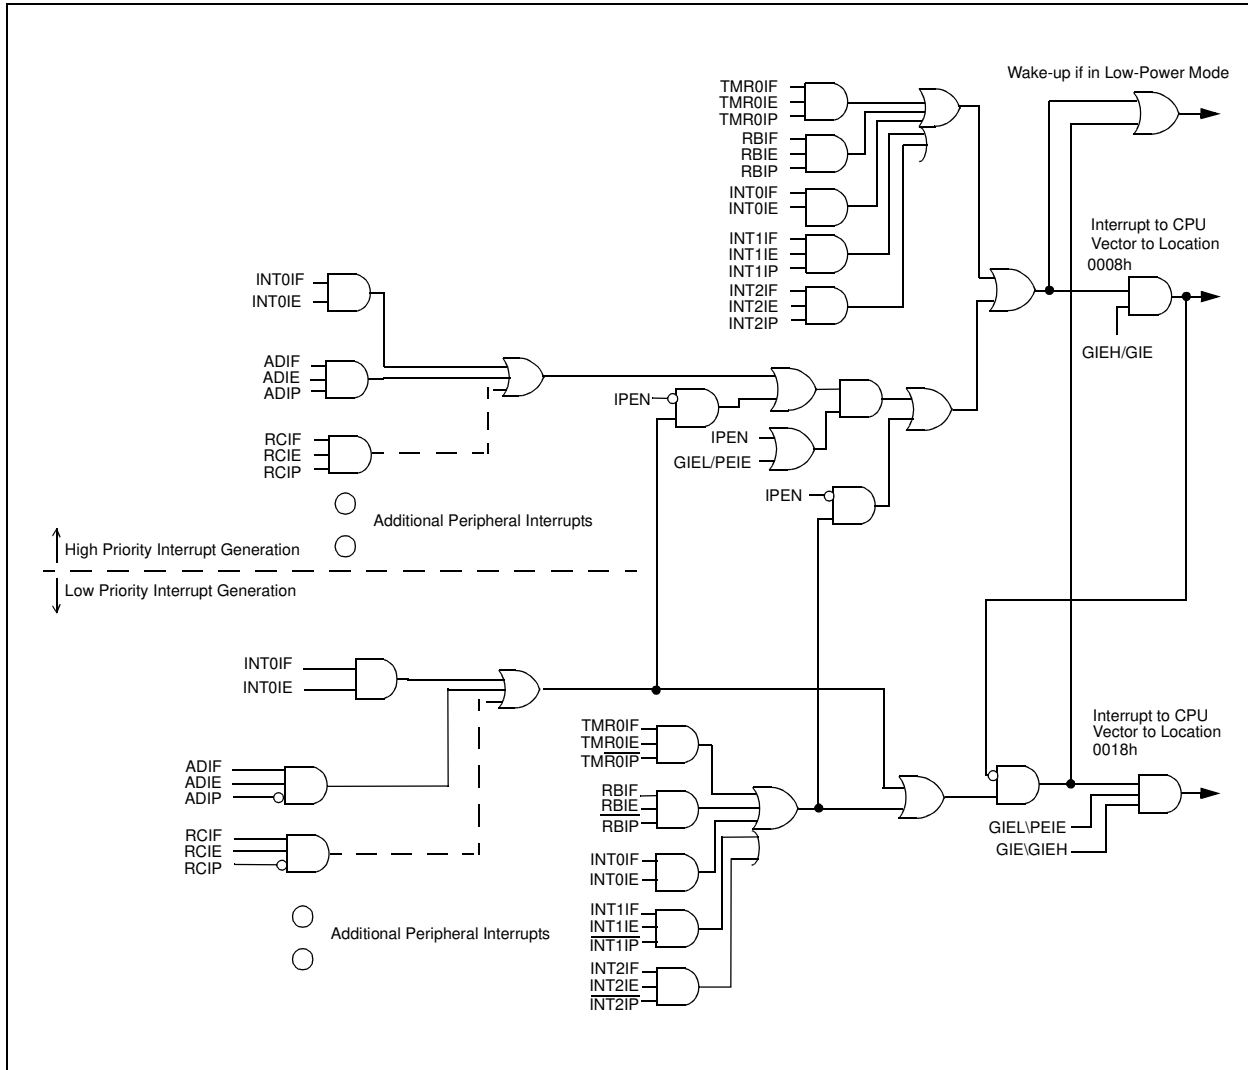 Wake-up if in Low-Power Mode
TMR0IF
TMR0IE
TMR0IP
RBIF
RBIE
RBIP
INT0IF
INT0IE
INT1IF
INT1IE
INT1IP
INT2IF
INT2IE
INT2IP
Interrupt to CPU
Vector to Location
0008h
GIEH/GIE
INT0IF
INT0IE
ADIF
ADIE
ADIP
RCIF
RCIE
RCIP
IPEN
IPEN
GIEL/PEIE
IPEN
Additional Peripheral Interrupts
High Priority Interrupt Generation
Low Priority Interrupt Generation
INT0IF
INT0IE
ADIF
ADIE
ADIP
RCIF
RCIE
RCIP
Additional Peripheral Interrupts
TMR0IF
TMR0IE
TMR0IP
RBIF
RBIE
RBIP
INT0IF
INT0IE
INT1IF
INT1IE
INT1IP
INT2IF
INT2IE
INT2IP
Interrupt to CPU
Vector to Location
0018h
GIEL\PEIE
GIE\GIEH